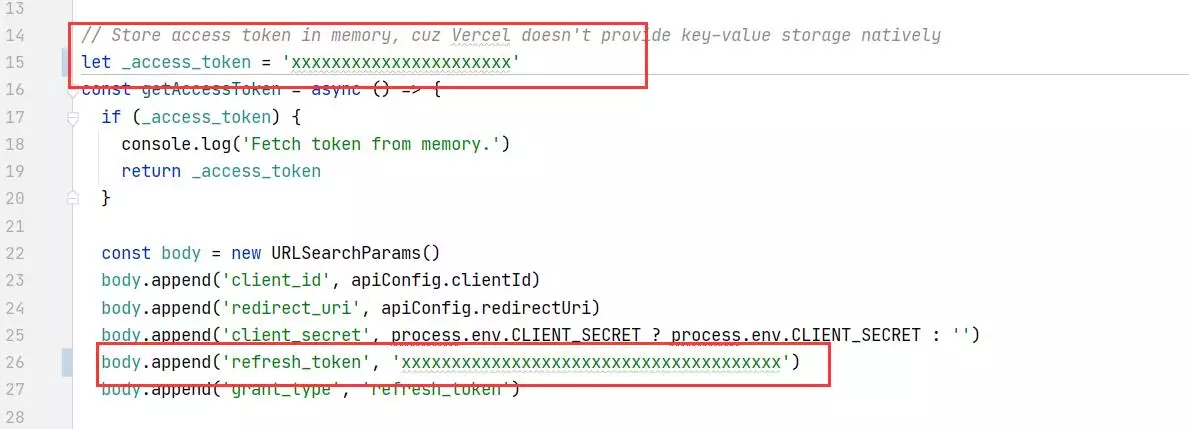 13
14 // Store access token in memory, cuz Vercel doesn't provide key-value storage natively
15 let _access_token = 'xxxxxxxxxxxxxxxxxxxxxx'
16 const getAccessToken = async () => {
17 if (_access_token) {
18 console.log('Fetch token from memory.')
19 return _access_token
20 }
21
22 const body = new URLSearchParams()
23 body.append('client_id', apiConfig.clientId)
24 body.append('redirect_uri', apiConfig.redirectUri)
25 body.append('client_secret', process.env.CLIENT_SECRET ? process.env.CLIENT_SECRET : '')
26 body.append('refresh_token', 'xxxxxxxxxxxxxxxxxxxxxxxxxxxxxxxxxxxxxx')
27 body.append('grant_type', 'refresh_token')
28